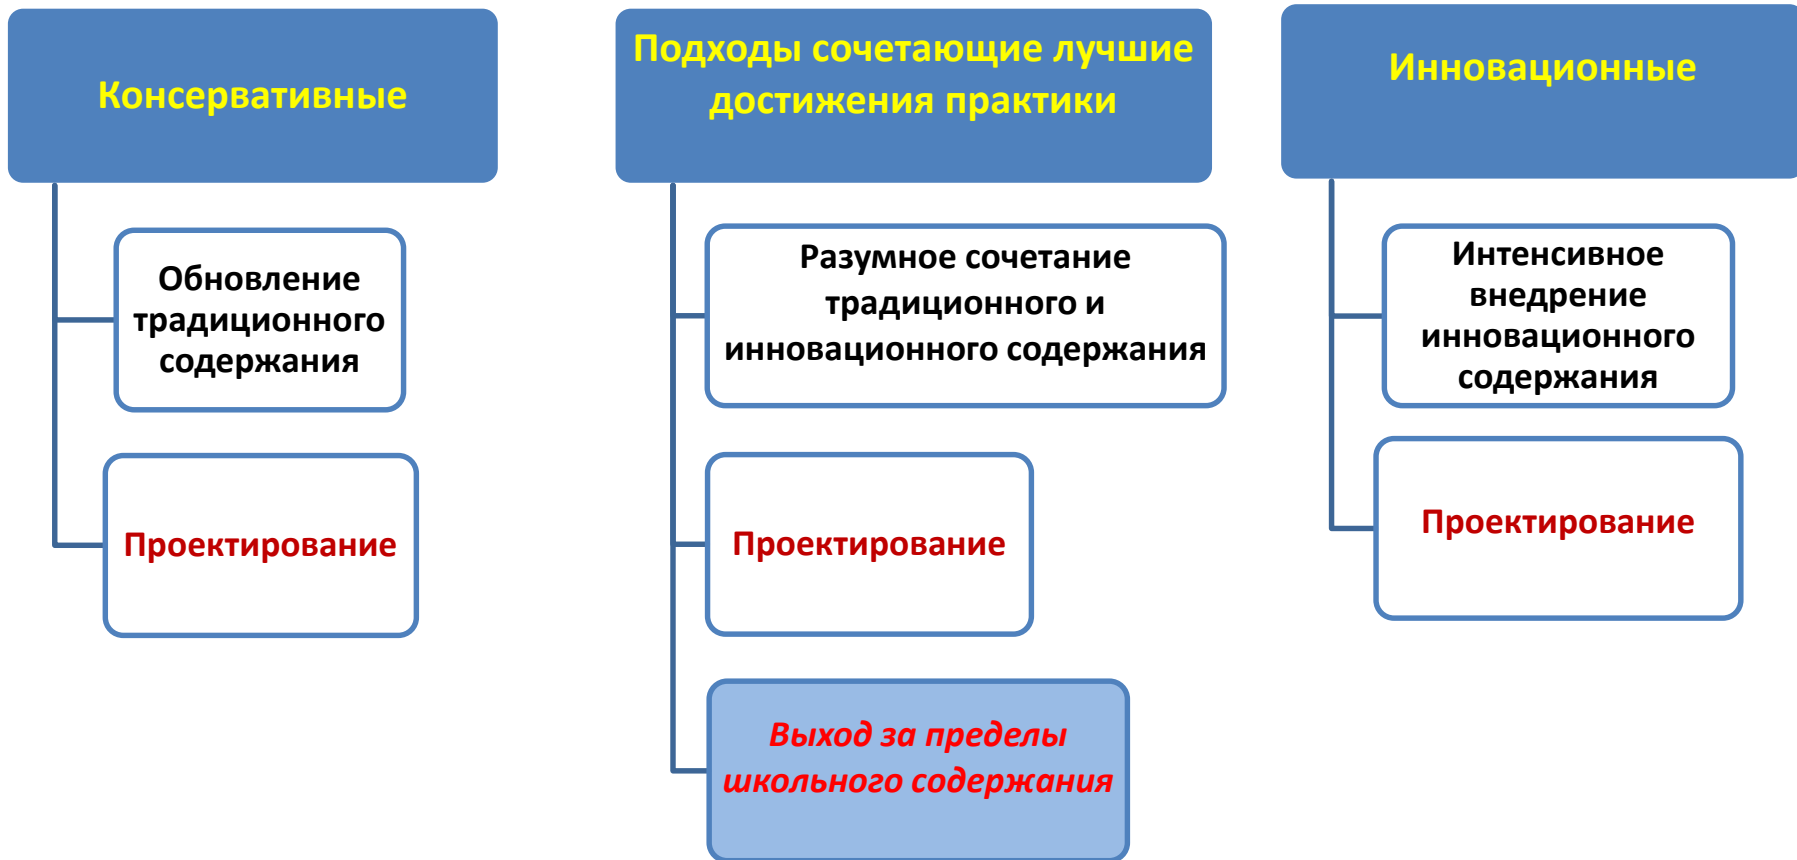 Консервативные
Обновление
традиционного
содержания
Проектирование
Подходы сочетающие лучшие
достижения практики
Разумное сочетание
традиционного и
инновационного содержания
Проектирование
Выход за пределы
школьного содержания
Инновационные
Интенсивное
внедрение
инновационного
содержания
Проектирование